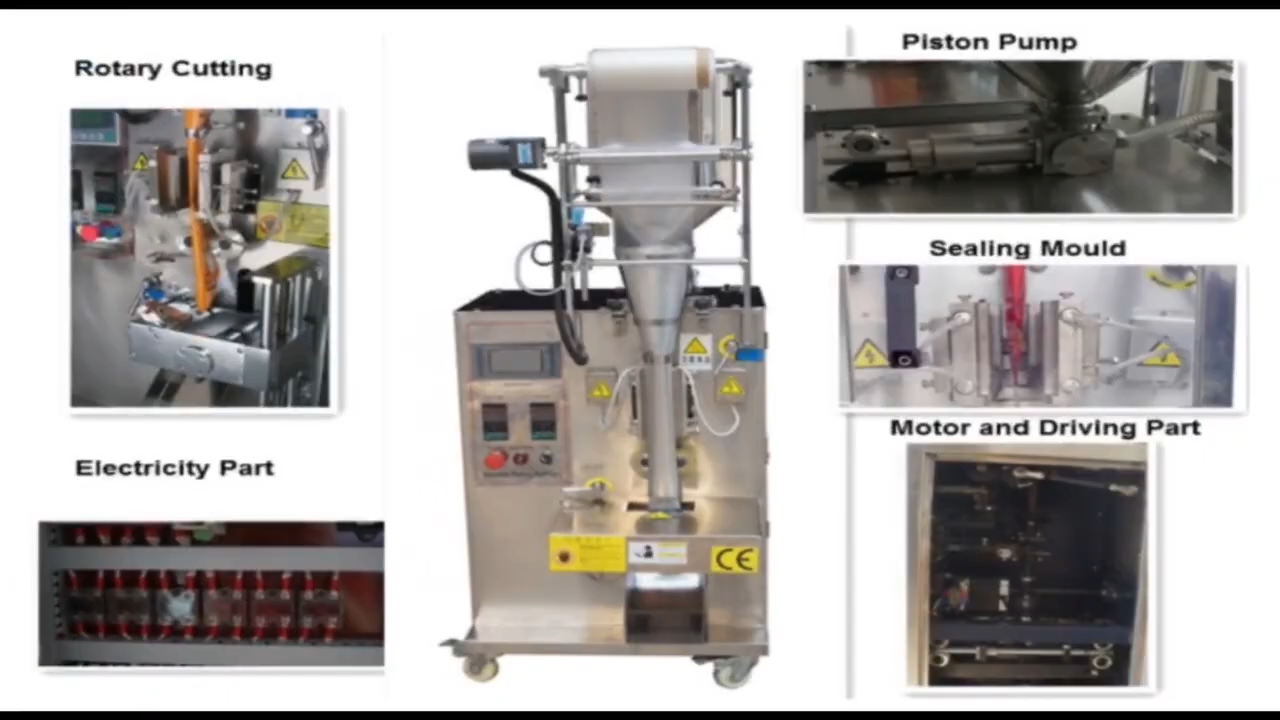 Rotary Cutting
Piston Pump
Sealing Mould
Motor and Driving Part
Electricity Part
CE